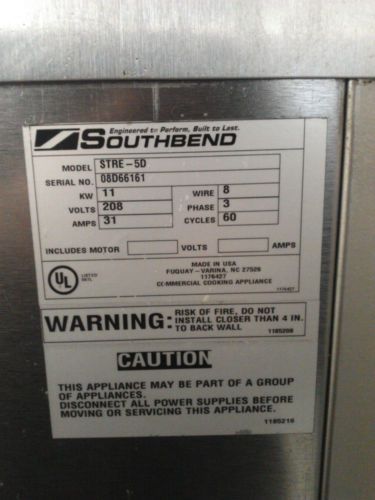 Engineered to Perform, Built to Last.
SOUTHBEND
MODEL STRE-5D
SERIAL NO. 08D66161
KW 11 WIRE 8
VOLTS 208 PHASE 3
AMPS 31 CYCLES 60
INCLUDES MOTOR VOLTS AMPS
MADE IN USA
FUQUAY-VARINA, NC 27526
1176427
COMMERCIAL COOKING APPLIANCE
1176427
UL LISTED
WARNING: RISK OF FIRE, DO NOT
INSTALL CLOSER THAN 4 IN.
TO BACK WALL
1185208
CAUTION
THIS APPLIANCE MAY BE PART OF A GROUP
OF APPLIANCES.
DISCONNECT ALL POWER SUPPLIES BEFORE
MOVING OR SERVICING THIS APPLIANCE.
1185216